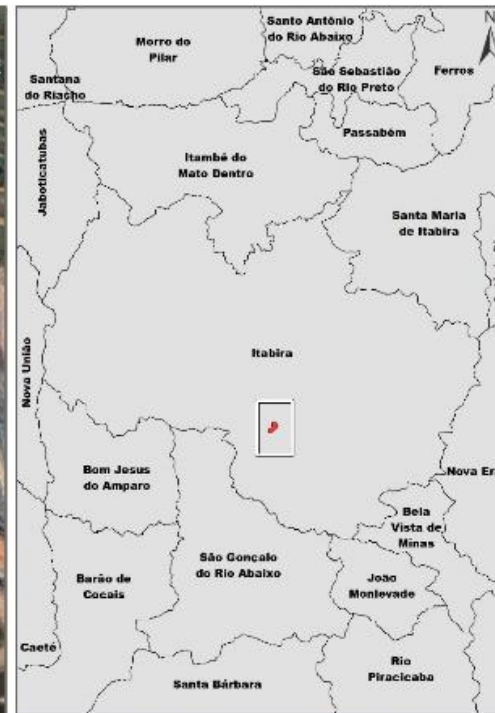 N
Santo Antônio
do Rio Abaixo
Morro do
Pilar
São Sebastião
do Rio Preto
Ferros
Santana
do Riacho
Passabém
Jaboticatubas
Itambé do
Mato Dentro
Santa Maria
de Itabira
Nova União
Itabira
Bom Jesus
do Amparo
Nova Er
Bela
Vista de
Minas
São Gonçalo
do Rio Abaixo
Barão de
Cocais
João
Monlevade
Caeté
Rio
Piracicaba
Santa Bárbara